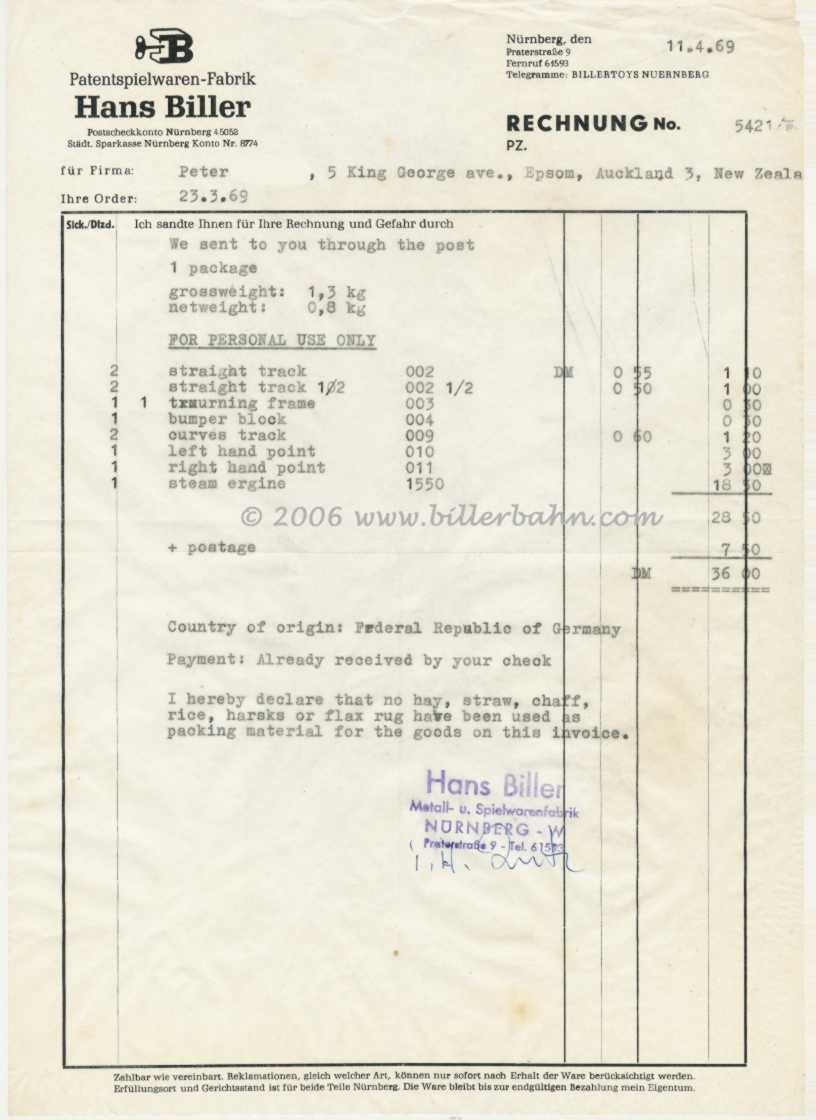 B
Patentspielwaren-Fabrik
Hans Biller
Postscheckkonto Nürnberg 45052
Städt. Sparkasse Nürnberg Konto Nr. 8774
Nürnberg, den 11.4.69
Praterstraße 9
Fernruf 61593
Telegramme: BILLERTOYS NUERNBERG
RECHNUNG No. 5421
PZ.
für Firma: Peter , 5 King George ave., Epsom, Auckland 3, New Zeala
Ihre Order: 23.3.69
Stck./Dtzd. Ich sandte Ihnen für Ihre Rechnung und Gefahr durch
We sent to you through the post
1 package
grossweight: 1,3 kg
netweight: 0,8 kg
FOR PERSONAL USE ONLY
2 straight track 002 DM 0 55 1 10
2 straight track 1/2 002 1/2 0 50 1 00
1 1 turning frame 003 0
1 bumper block 004 0
2 curves track 009 0 60 1 20
1 left hand point 010 3 00
1 right hand point 011 3 00
1 steam ergine 1550 18 50
© 2006 www.billerbahn.com
28 50
+ postage 7 50
DM 36 00
Country of origin: Federal Republic of Germany
Payment: Already received by your check
I hereby declare that no hay, straw, chaff,
rice, harsks or flax rug have been used as
packing material for the goods on this invoice.
Hans Biller
Metall- u. Spielwarenfabrik
NÜRNBERG - W
Praterstraße 9 - Tel. 61593
Zahlbar wie vereinbart. Reklamationen, gleich welcher Art, können nur sofort nach Erhalt der Ware berücksichtigt werden.
Erfüllungsort und Gerichtsstand ist für beide Teile Nürnberg. Die Ware bleibt bis zur endgültigen Bezahlung mein Eigentum.